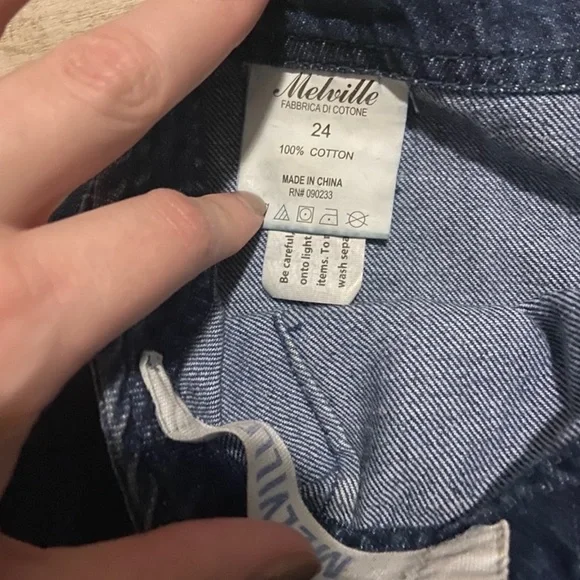 Melville
FABBRICA DI COTONE
24
100% COTTON
MADE IN CHINA
RN# 090233
Be careful
onto light
items. To
wash sepa
MELVILLE